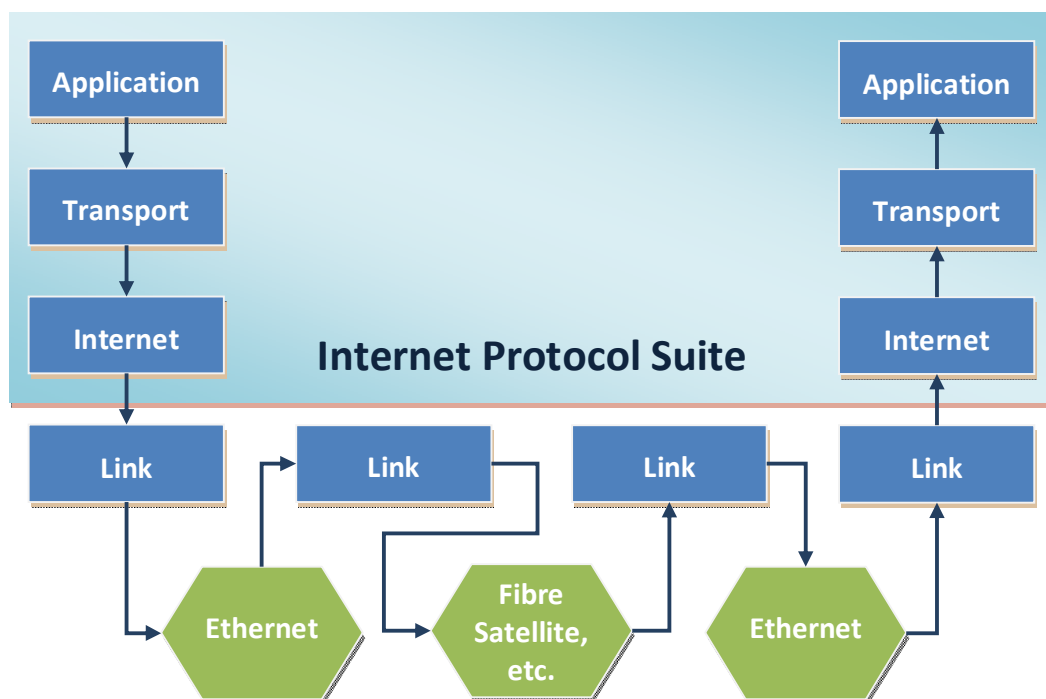 Application
Application
Transport
Transport
Internet
Internet
Internet Protocol Suite
Link
Link
Link
Link
Ethernet
Fibre
Satellite,
etc.
Ethernet